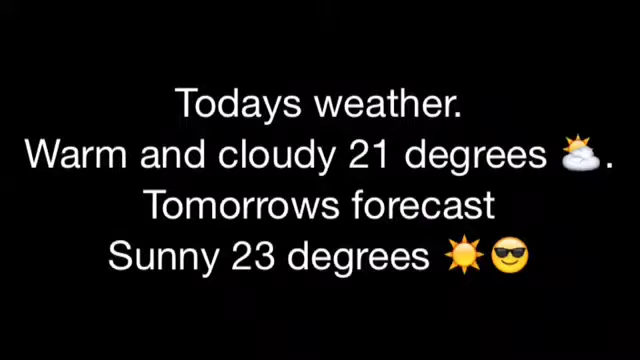 Todays weather.
Warm and cloudy 21 degrees ⛅.
Tomorrows forecast
Sunny 23 degrees ☀️😎